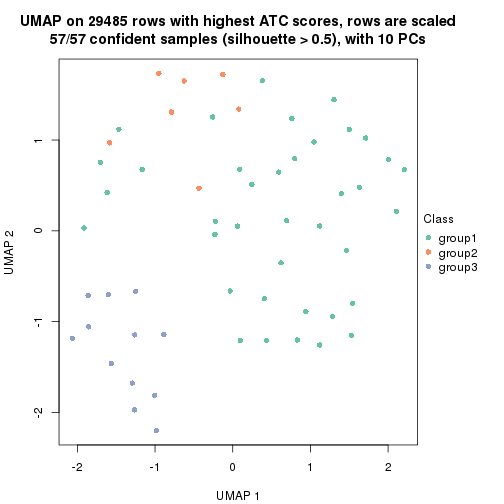 UMAP on 29485 rows with highest ATC scores, rows are scaled
57/57 confident samples (silhouette > 0.5), with 10 PCs
UMAP 2
1
0
-1
-2
-2
-1
0
1
2
UMAP 1
Class
group1
group2
group3